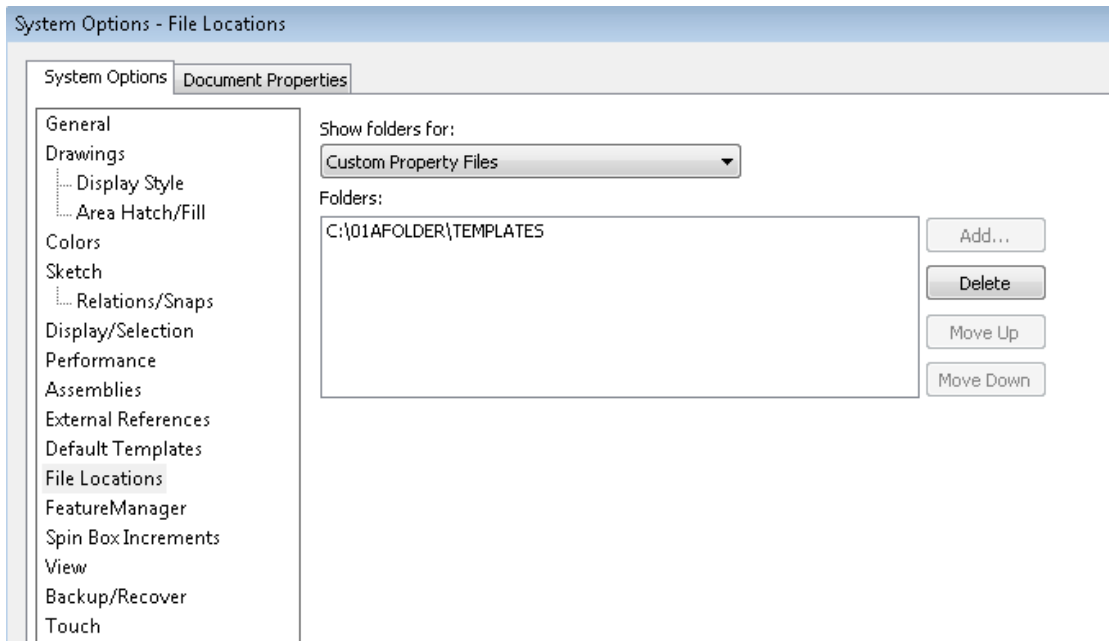 System Options - File Locations
System Options
Document Properties
General
Drawings
Display Style
Area Hatch/Fill
Colors
Sketch
Relations/Snaps
Display/Selection
Performance
Assemblies
External References
Default Templates
File Locations
FeatureManager
Spin Box Increments
View
Backup/Recover
Touch
Show folders for:
Custom Property Files
Folders:
C:\01AFOLDER\TEMPLATES
Add...
Delete
Move Up
Move Down